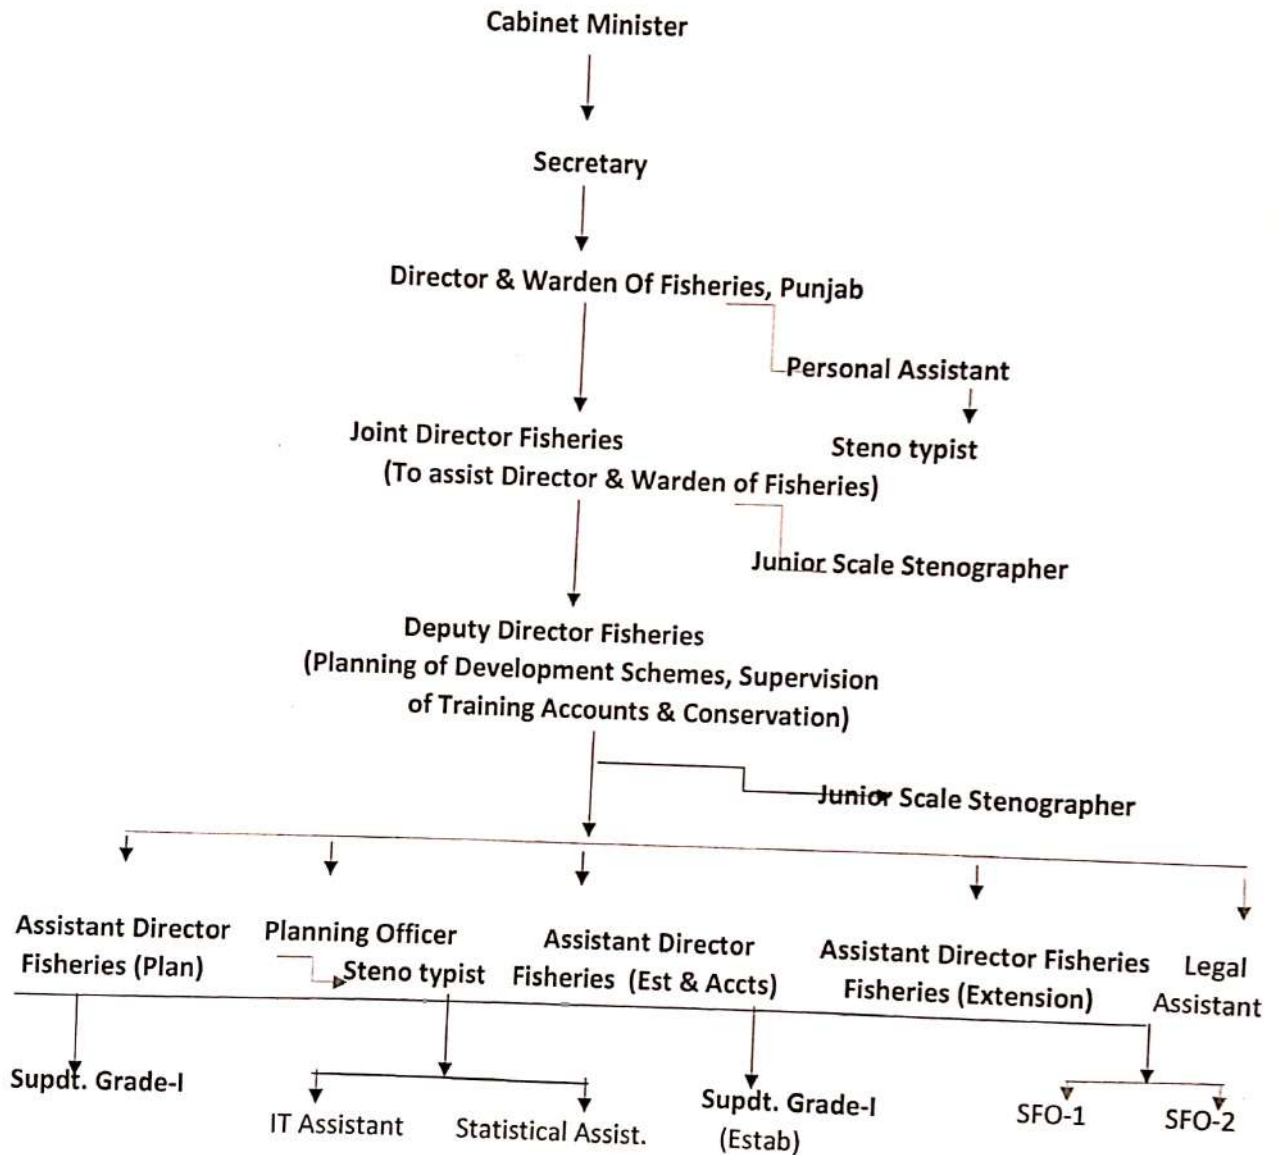 Cabinet Minister
Secretary
Director & Warden Of Fisheries, Punjab
Personal Assistant
Steno typist
Joint Director Fisheries
(To assist Director & Warden of Fisheries)
Junior Scale Stenographer
Deputy Director Fisheries
(Planning of Development Schemes, Supervision
of Training Accounts & Conservation)
Junior Scale Stenographer
Assistant Director
Fisheries (Plan)
Planning Officer
Steno typist
Assistant Director
Fisheries (Est & Accts)
Assistant Director Fisheries
Fisheries (Extension)
Legal
Assistant
Supdt. Grade-I
IT Assistant
Statistical Assist.
Supdt. Grade-I
(Estab)
SFO-1
SFO-2